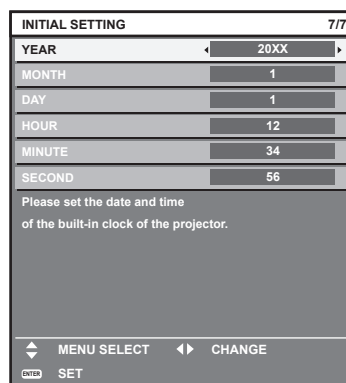 INITIAL SETTING 7/7
YEAR 20XX
MONTH 1
DAY 1
HOUR 12
MINUTE 34
SECOND 56
Please set the date and time
of the built-in clock of the projector.
MENU SELECT CHANGE
ENTER SET